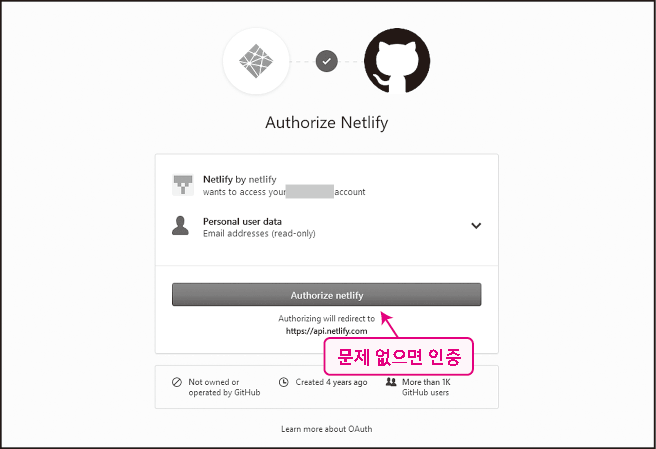 Authorize Netlify
Netlify by netlify
wants to access your account
Personal user data
Email addresses (read-only)
Authorize netlify
Authorizing will redirect to
https://api.netlify.com
문제 없으면 인증
Not owned or
operated by GitHub
Created 4 years ago
More than 1K
GitHub users
Learn more about OAuth